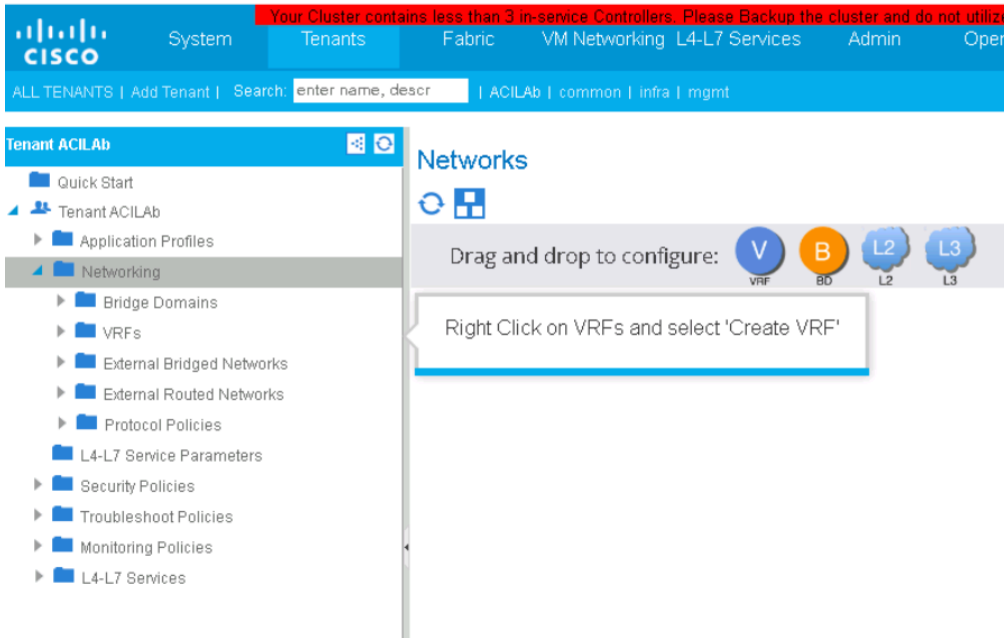 Your Cluster contains less than 3 in-service Controllers. Please Backup the cluster and do not utilize
CISCO
System Tenants Fabric VM Networking L4-L7 Services Admin Oper
ALL TENANTS | Add Tenant | Search: enter name, descr | ACILAb | common | infra | mgmt
Tenant ACILAb
Quick Start
Tenant ACILAb
Application Profiles
Networking
Bridge Domains
VRFs
External Bridged Networks
External Routed Networks
Protocol Policies
L4-L7 Service Parameters
Security Policies
Troubleshoot Policies
Monitoring Policies
L4-L7 Services
Networks
Drag and drop to configure: V B L2 L3
VRF BD L2 L3
Right Click on VRFs and select 'Create VRF'